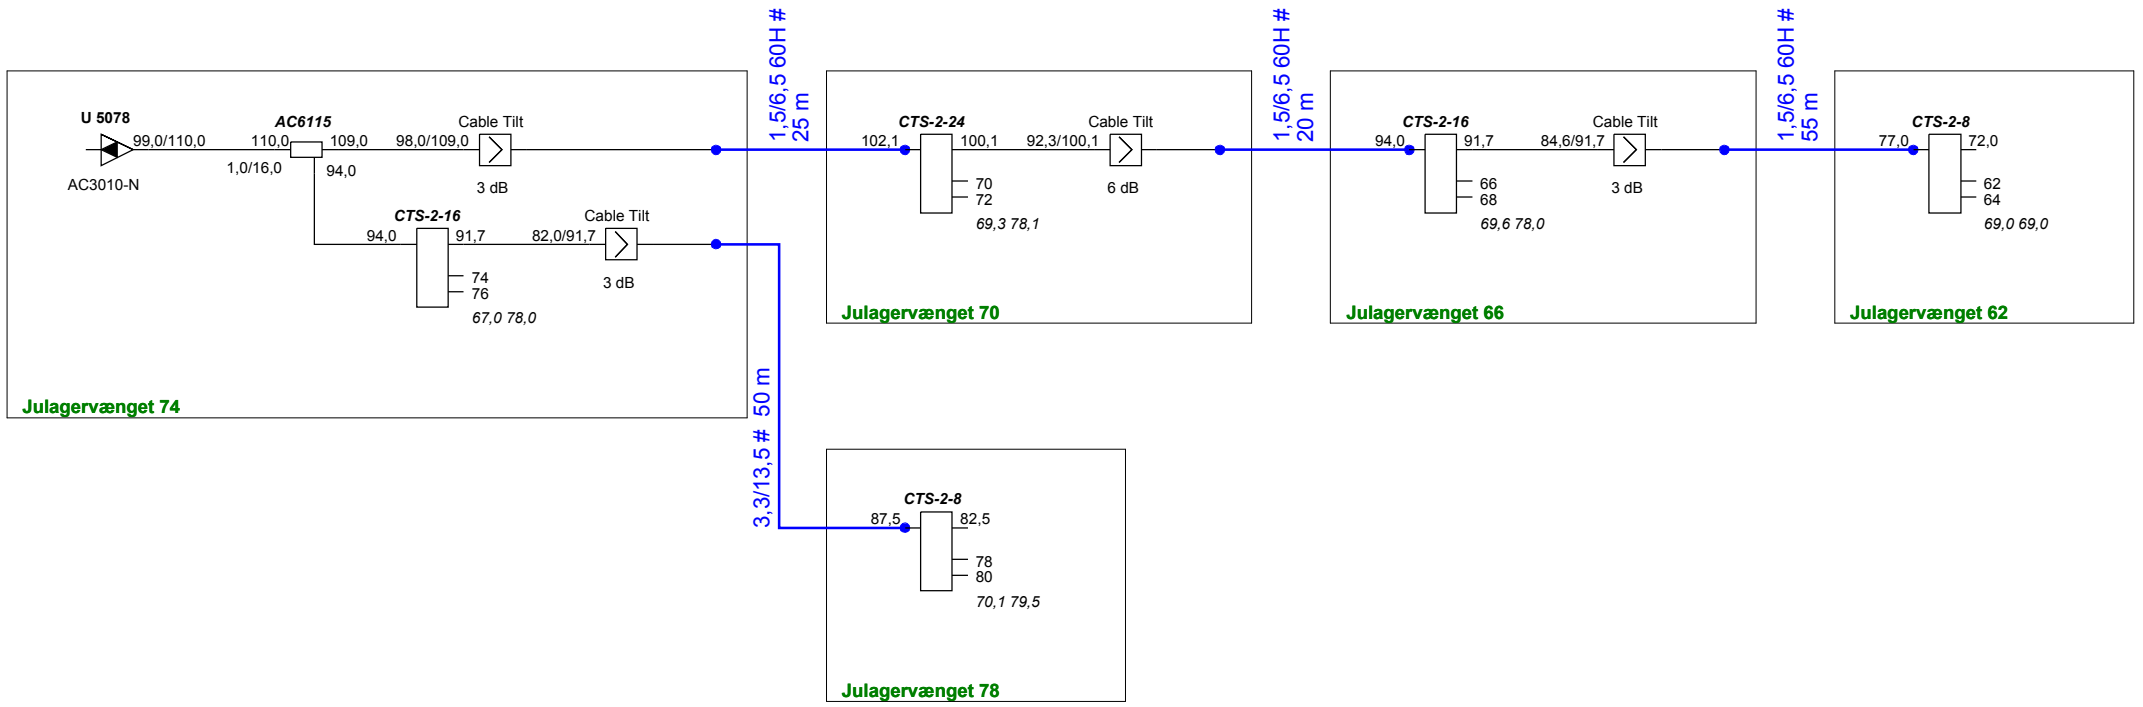 1,5/6,5 60H #
25 m
1,5/6,5 60H #
20 m
1,5/6,5 60H #
55 m
U 5078
99,0/110,0
AC3010-N
AC6115
110,0
109,0
1,0/16,0
94,0
98,0/109,0
Cable Tilt
3 dB
CTS-2-16
94,0
91,7
74
76
67,0 78,0
82,0/91,7
Cable Tilt
3 dB
Julagervænget 74
CTS-2-24
102,1
100,1
70
72
69,3 78,1
92,3/100,1
Cable Tilt
6 dB
Julagervænget 70
CTS-2-16
94,0
91,7
66
68
69,6 78,0
84,6/91,7
Cable Tilt
3 dB
Julagervænget 66
CTS-2-8
77,0
72,0
62
64
69,0 69,0
Julagervænget 62
3,3/13,5 # 50 m
CTS-2-8
87,5
82,5
78
80
70,1 79,5
Julagervænget 78